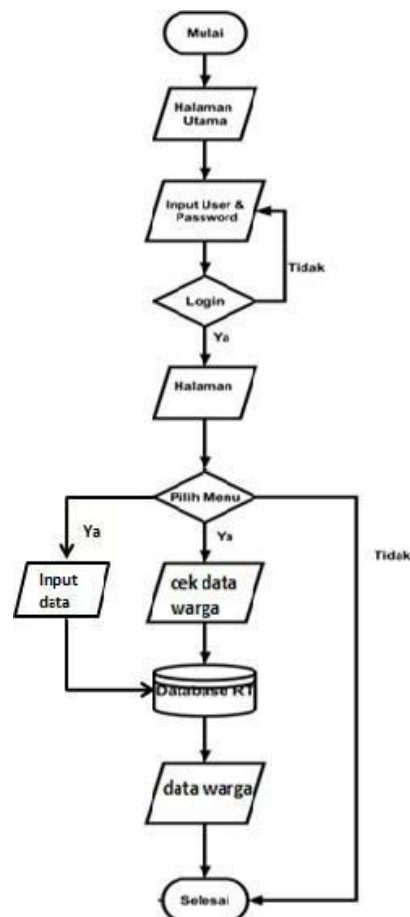 Mulai
Halaman
Utama
Input User &
Password
Tidak
Login
Ya
Halaman
Pilih Menu
Ya
Ya
Tidak
Input
data
cek data
warga
Database RT
data warga
Selesai